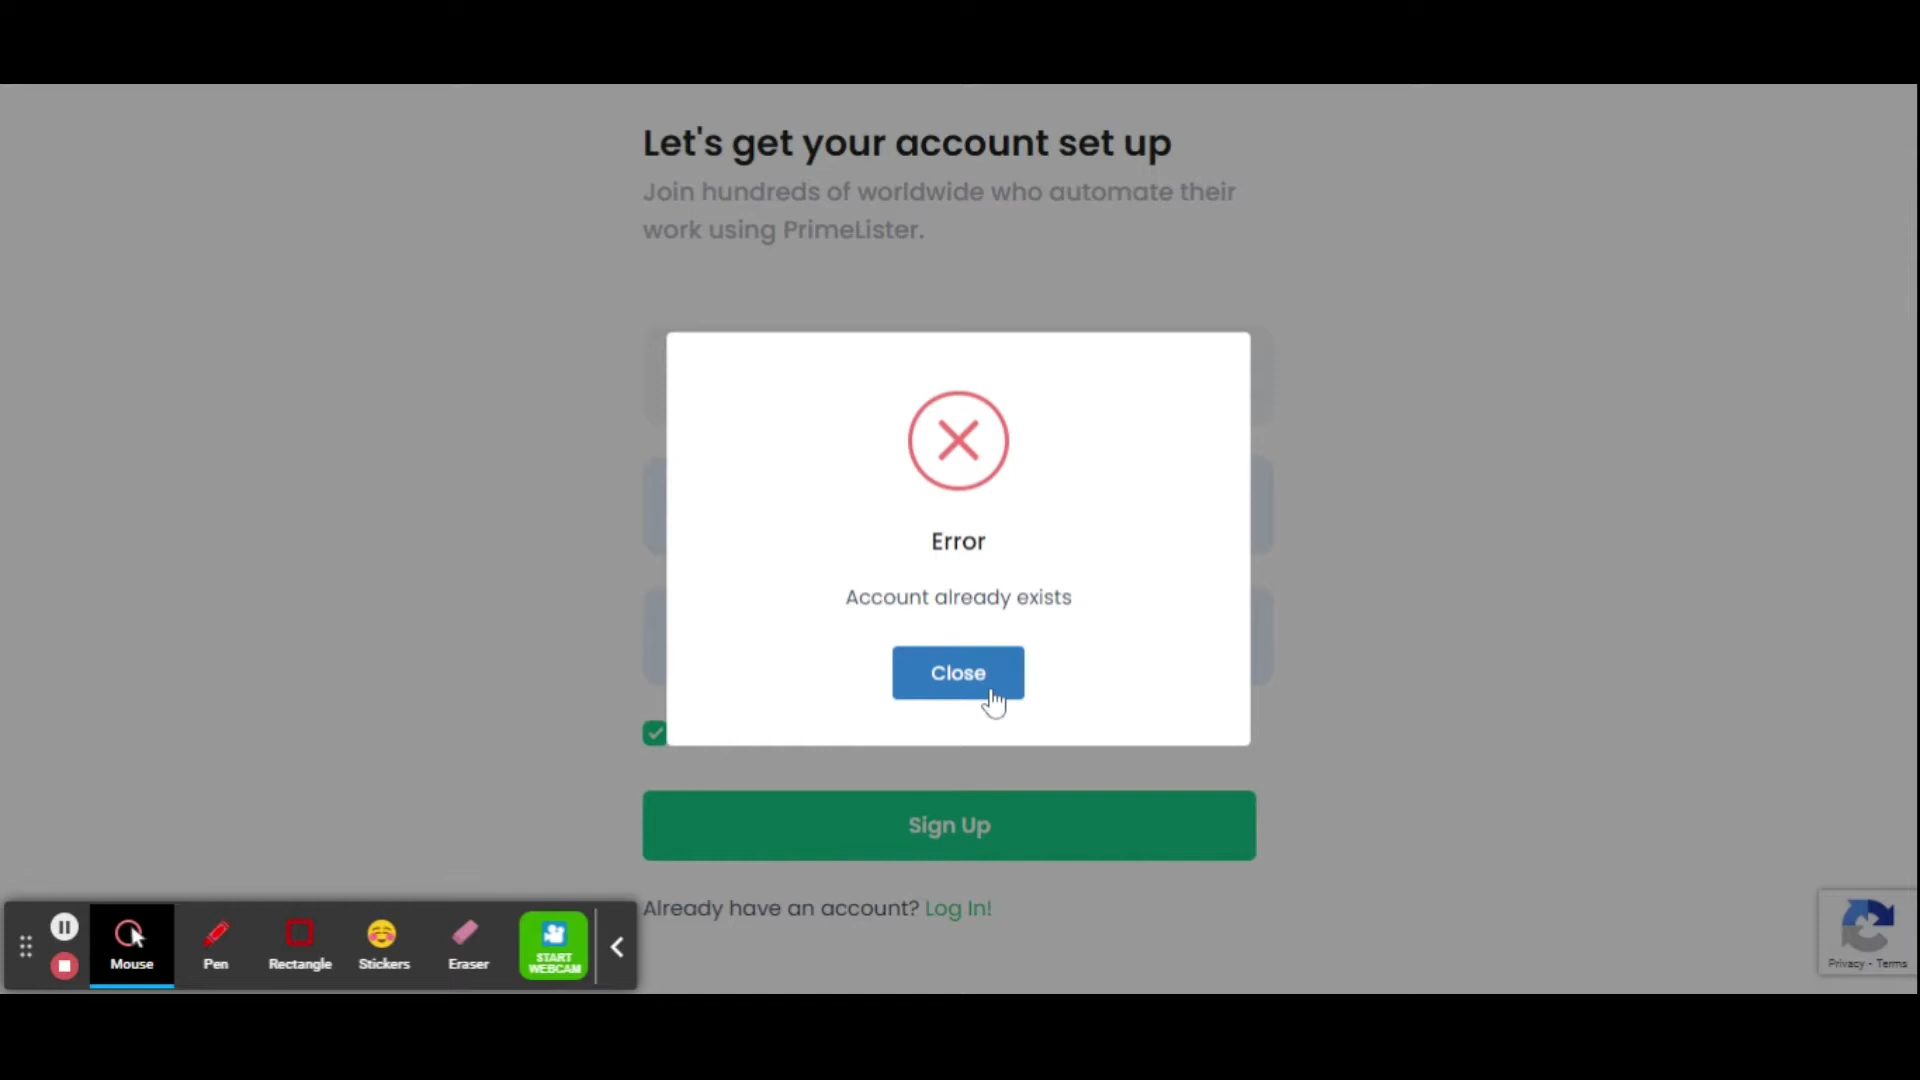 Let's get your account set up
Join hundreds of worldwide who automate their
work using PrimeLister.
Error
Account already exists
Close
Sign Up
Already have an account? Log In!
Mouse
Pen
Rectangle
Stickers
Eraser
START
WEBCAM
Privacy - Terms